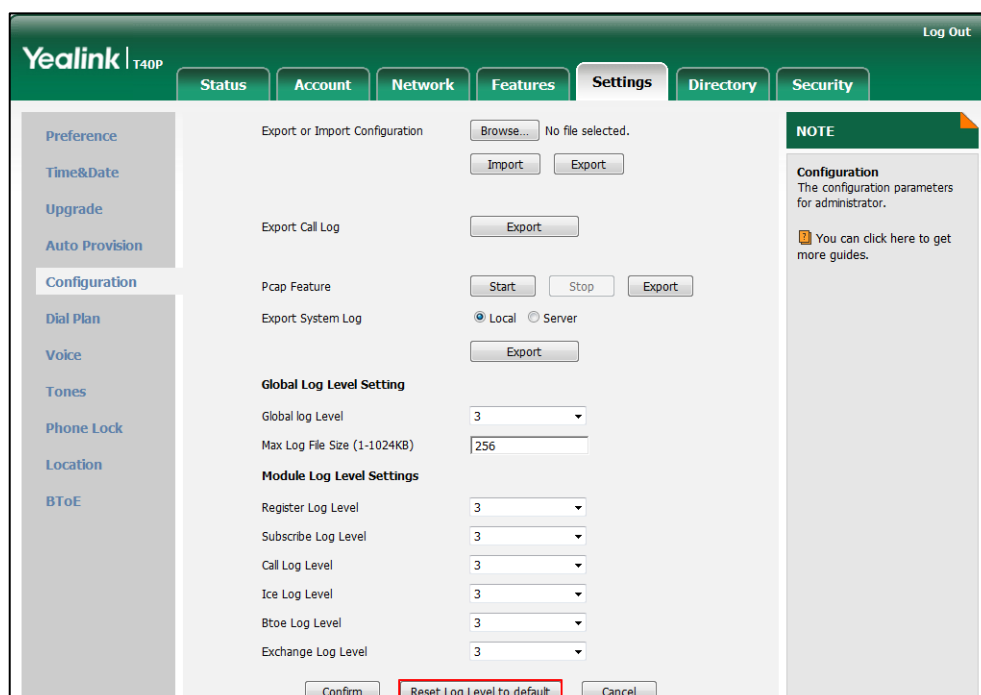 Log Out
Yealink T40P
Status Account Network Features Settings Directory Security
Preference
Time&Date
Upgrade
Auto Provision
Configuration
Dial Plan
Voice
Tones
Phone Lock
Location
BToE
Export or Import Configuration Browse... No file selected.
Import Export
Export Call Log Export
Pcap Feature Start Stop Export
Export System Log Local Server
Export
Global Log Level Setting
Global log Level 3
Max Log File Size (1-1024KB) 256
Module Log Level Settings
Register Log Level 3
Subscribe Log Level 3
Call Log Level 3
Ice Log Level 3
Btoe Log Level 3
Exchange Log Level 3
Confirm Reset Log Level to default Cancel
NOTE
Configuration
The configuration parameters
for administrator.
You can click here to get
more guides.